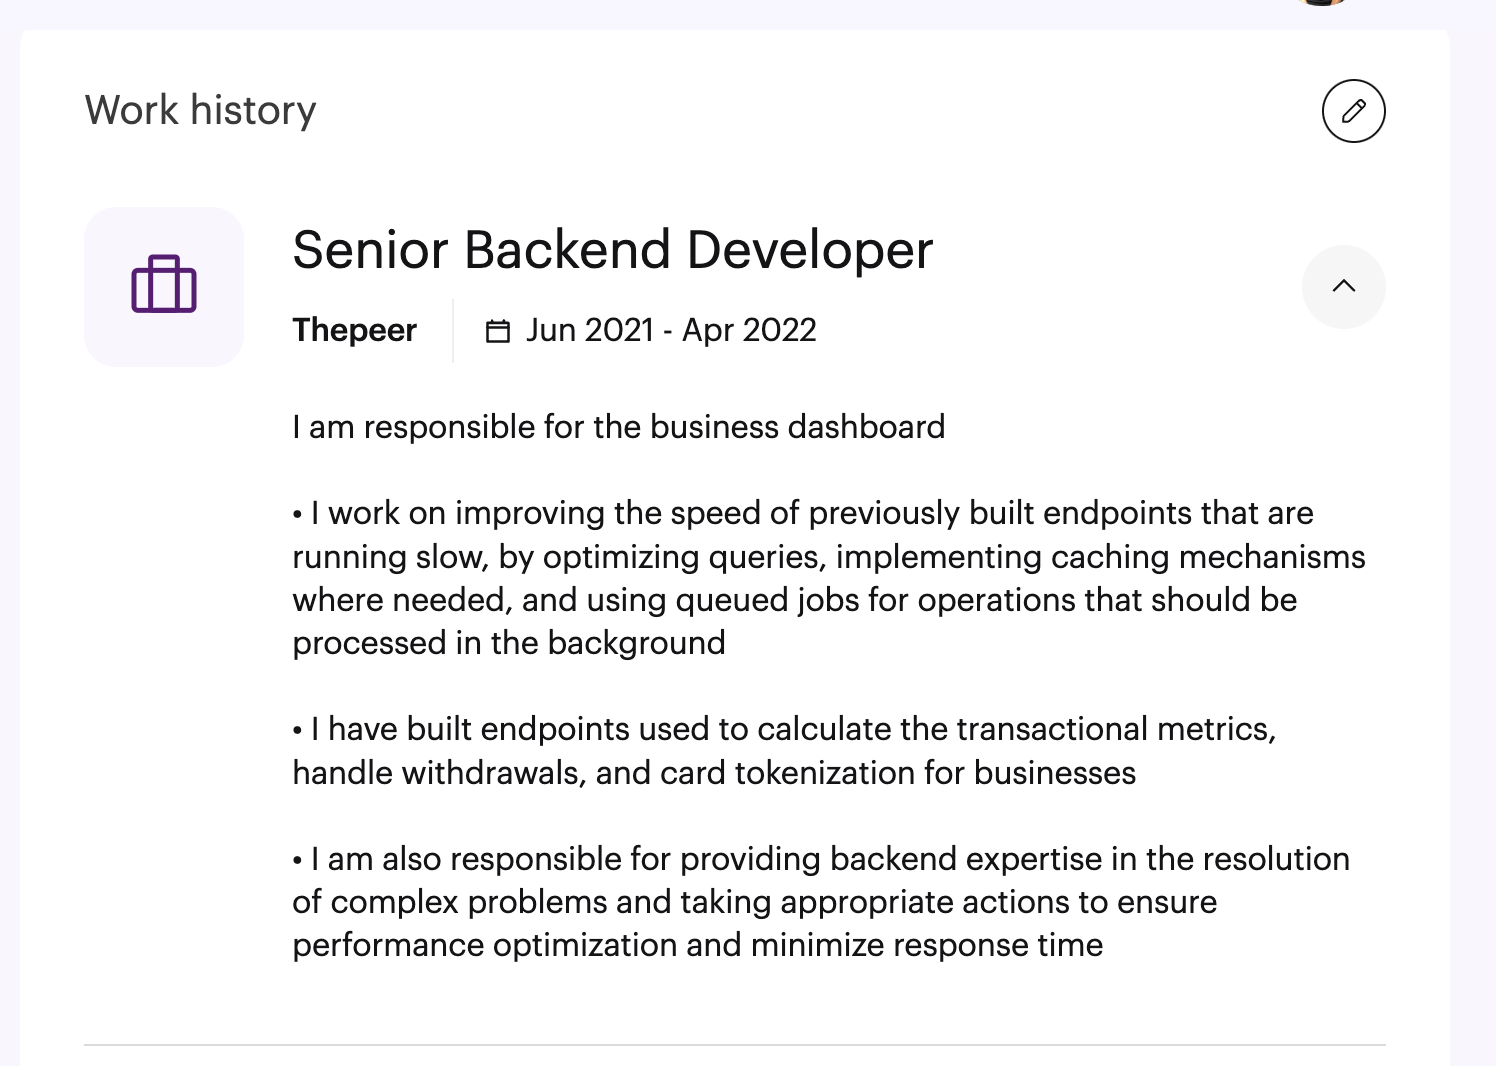 Work history
Senior Backend Developer
Thepeer
Jun 2021 - Apr 2022
I am responsible for the business dashboard
• I work on improving the speed of previously built endpoints that are
running slow, by optimizing queries, implementing caching mechanisms
where needed, and using queued jobs for operations that should be
processed in the background
• I have built endpoints used to calculate the transactional metrics,
handle withdrawals, and card tokenization for businesses
• I am also responsible for providing backend expertise in the resolution
of complex problems and taking appropriate actions to ensure
performance optimization and minimize response time